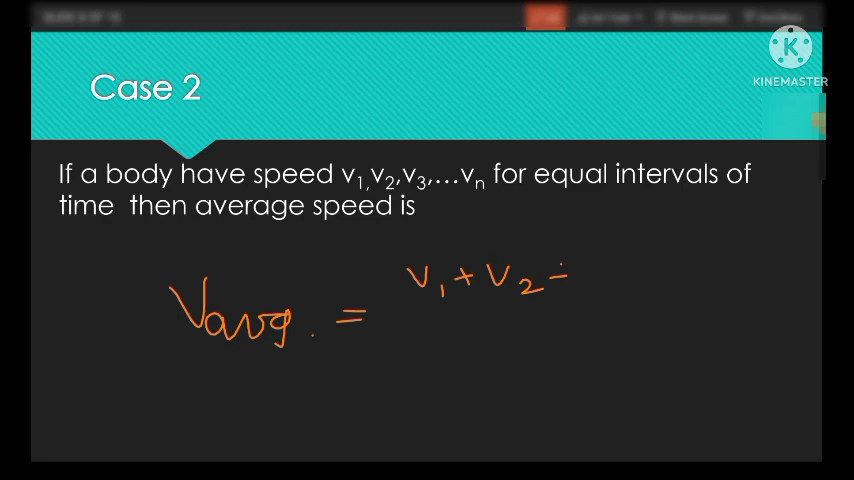 Case 2
KINEMASTER
If a body have speed v1,v2,v3,…vn for equal intervals of
time then average speed is
Vavg. = v1 + v2 +